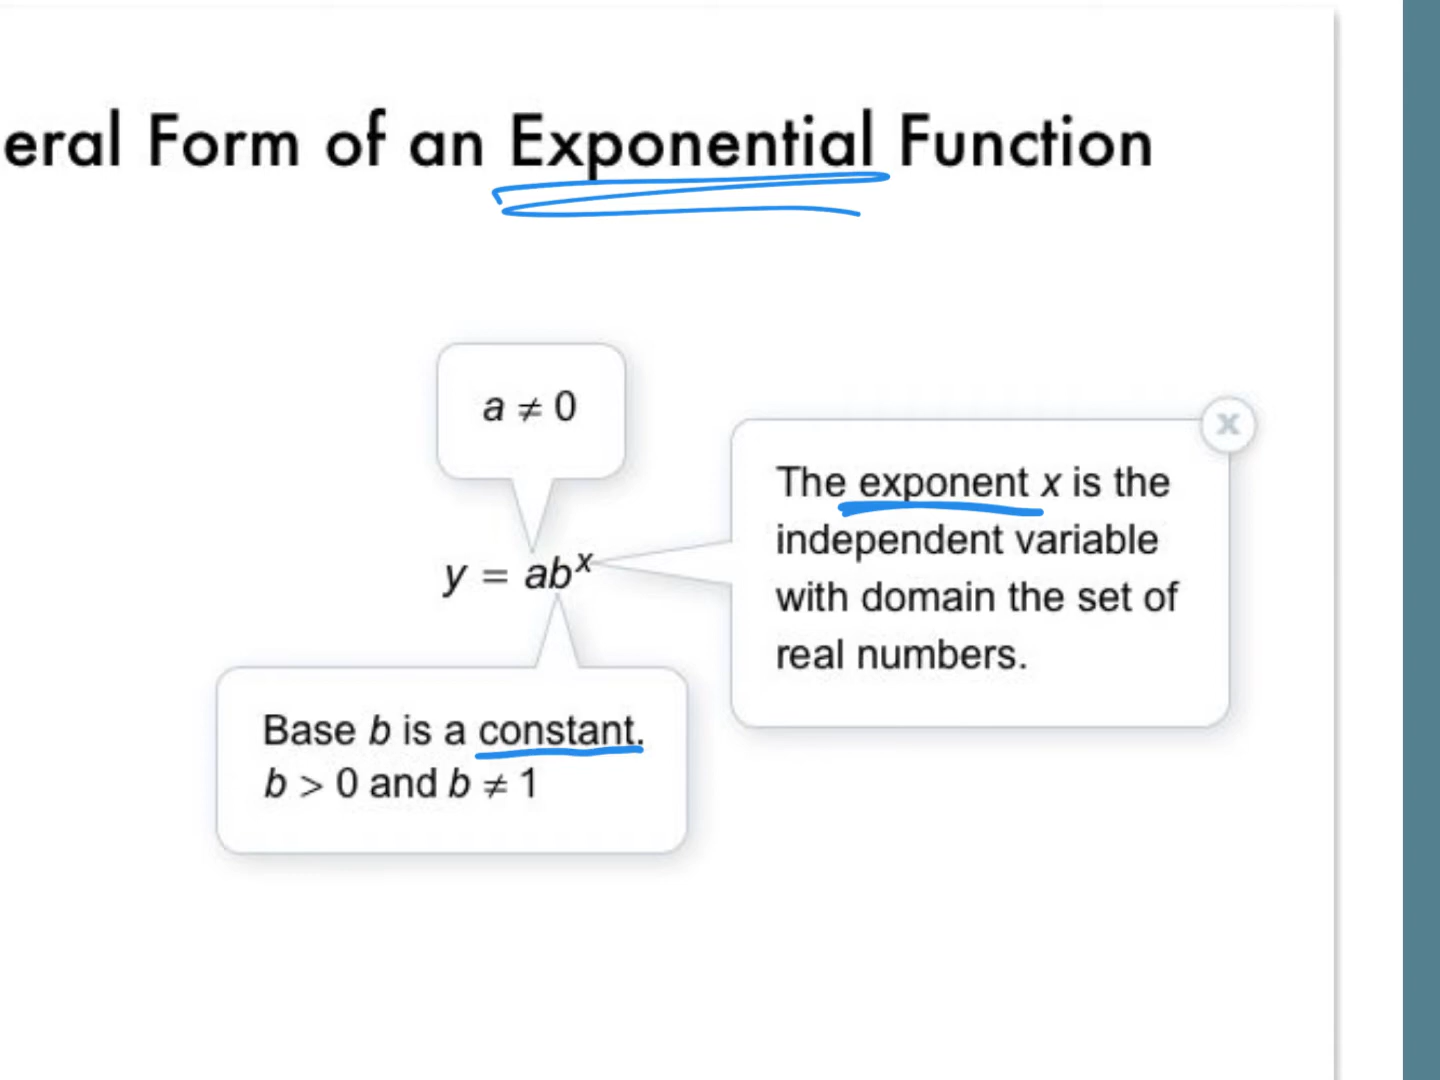 eral Form of an Exponential Function
a ≠ 0
The exponent x is the
independent variable
with domain the set of
real numbers.
y = abˣ
Base b is a constant.
b > 0 and b ≠ 1
x